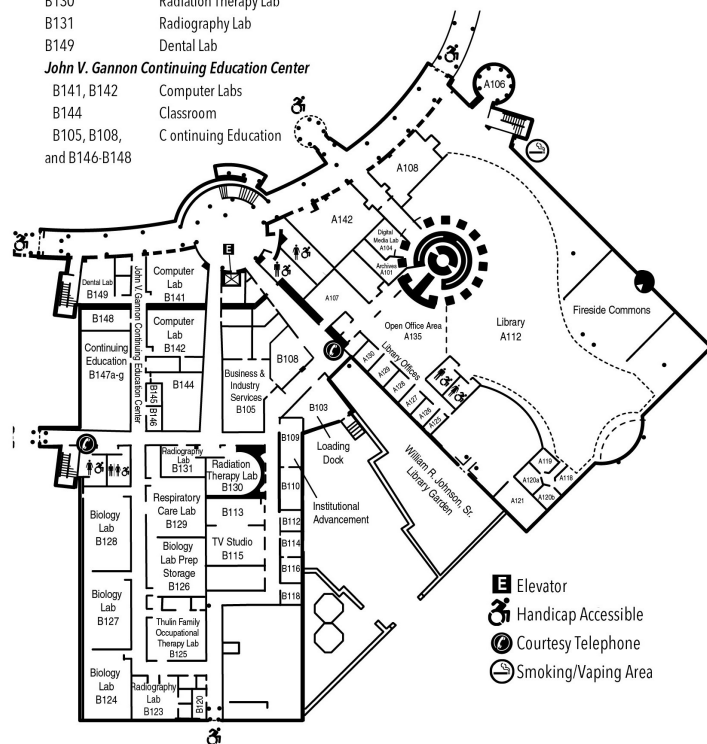 B130 Radiation Therapy Lab
B131 Radiography Lab
B149 Dental Lab
John V. Gannon Continuing Education Center
B141, B142 Computer Labs
B144 Classroom
B105, B108, C ontinuing Education
and B146-B148
A106
A108
A142
Digital
Media Lab
A104
Archives
A101
A107
E
Dental Lab
B149
John V. Gannon Continuing Education Center
Computer
Lab
B141
B148
Computer
Lab
B142
Continuing
Education
B147a-g
B144
B145
B146
Business &
Industry
Services
B105
B108
Open Office Area
A135
Library
A112
Fireside Commons
Library Offices
A130
A129
A128
A127
A126
A125
B103
Loading
Dock
William R. Johnson, Sr.
Library Garden
A119
A120a
A118
A120b
A121
B109
B110
Institutional
Advancement
B112
B114
B116
B118
Radiography
Lab
B131
Radiation
Therapy Lab
B130
Respiratory
Care Lab
B129
B113
TV Studio
B115
Biology
Lab
B128
Biology
Lab Prep
Storage
B126
Biology
Lab
B127
Thulin Family
Occupational
Therapy Lab
B125
Biology
Lab
B124
Radiography
Lab
B123
B120
E Elevator
Handicap Accessible
Courtesy Telephone
Smoking/Vaping Area